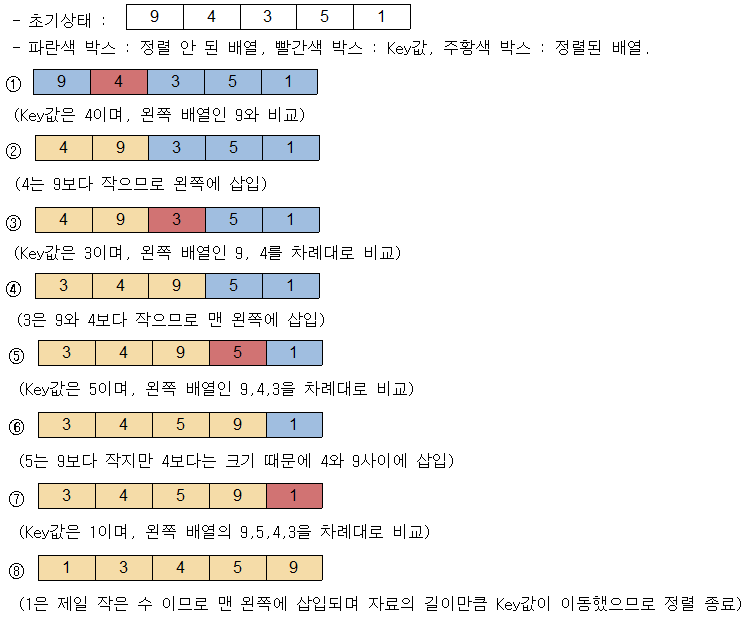 - 초기상태 : 9 4 3 5 1
- 파란색 박스 : 정렬 안 된 배열, 빨간색 박스 : Key값, 주황색 박스 : 정렬된 배열.
① 9 4 3 5 1
(Key값은 4이며, 왼쪽 배열인 9와 비교)
② 4 9 3 5 1
(4는 9보다 작으므로 왼쪽에 삽입)
③ 4 9 3 5 1
(Key값은 3이며, 왼쪽 배열인 9, 4를 차례대로 비교)
④ 3 4 9 5 1
(3은 9와 4보다 작으므로 맨 왼쪽에 삽입)
⑤ 3 4 9 5 1
(Key값은 5이며, 왼쪽 배열인 9,4,3을 차례대로 비교)
⑥ 3 4 5 9 1
(5는 9보다 작지만 4보다는 크기 때문에 4와 9사이에 삽입)
⑦ 3 4 5 9 1
(Key값은 1이며, 왼쪽 배열의 9,5,4,3을 차례대로 비교)
⑧ 1 3 4 5 9
(1은 제일 작은 수 이므로 맨 왼쪽에 삽입되며 자료의 길이만큼 Key값이 이동했으므로 정렬 종료)